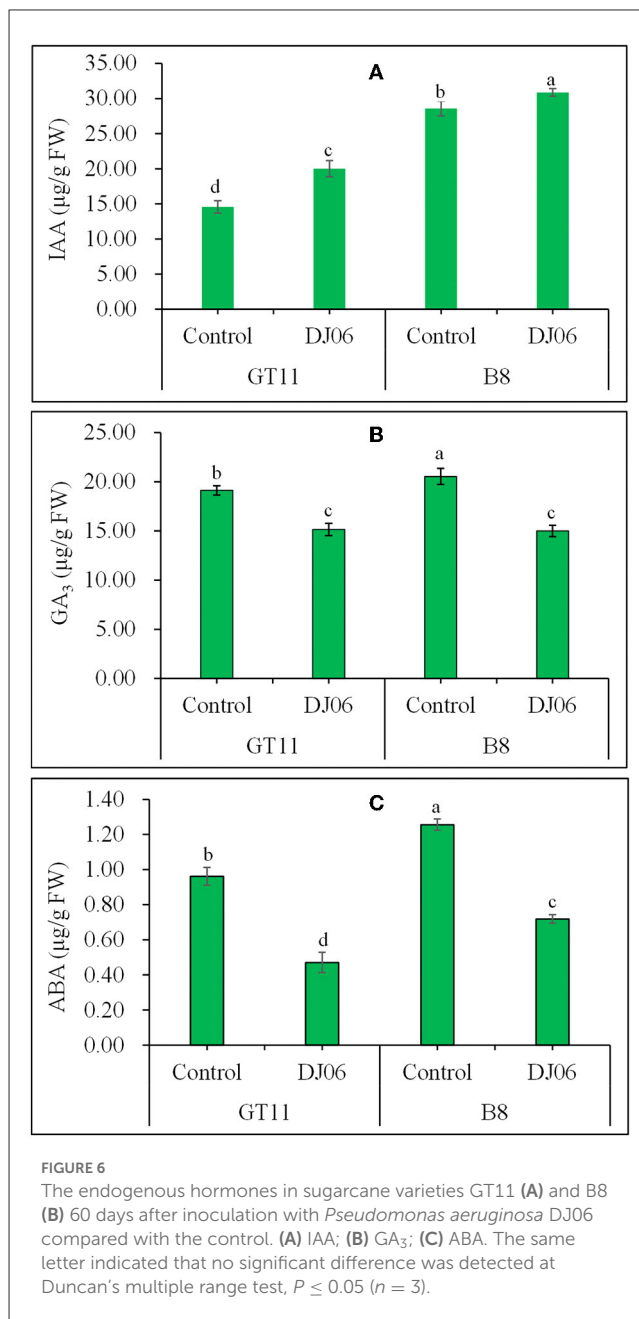 35.00
30.00
25.00
20.00
15.00
10.00
5.00
0.00
IAA (µg/g FW)
A
d
c
b
a
Control DJ06 Control DJ06
GT11 B8
25.00
20.00
15.00
10.00
5.00
0.00
GA₃ (µg/g FW)
B
b
c
a
c
Control DJ06 Control DJ06
GT11 B8
1.40
1.20
1.00
0.80
0.60
0.40
0.20
0.00
ABA (µg/g FW)
C
b
d
a
c
Control DJ06 Control DJ06
GT11 B8
FIGURE 6
The endogenous hormones in sugarcane varieties GT11 (A) and B8
(B) 60 days after inoculation with Pseudomonas aeruginosa DJ06
compared with the control. (A) IAA; (B) GA₃; (C) ABA. The same
letter indicated that no significant difference was detected at
Duncan's multiple range test, P ≤ 0.05 (n = 3).